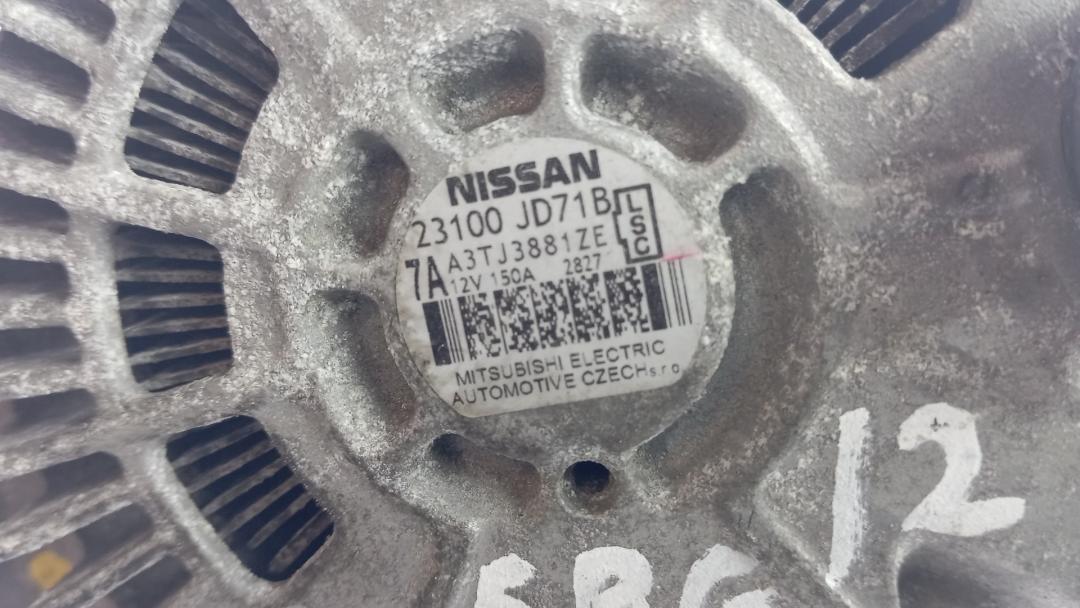 NISSAN
23100 JD71B
LSC
A3TJ3881ZE
7A
12V 150A 2827
MITSUBISHI ELECTRIC
AUTOMOTIVE CZECH s.r.o
12